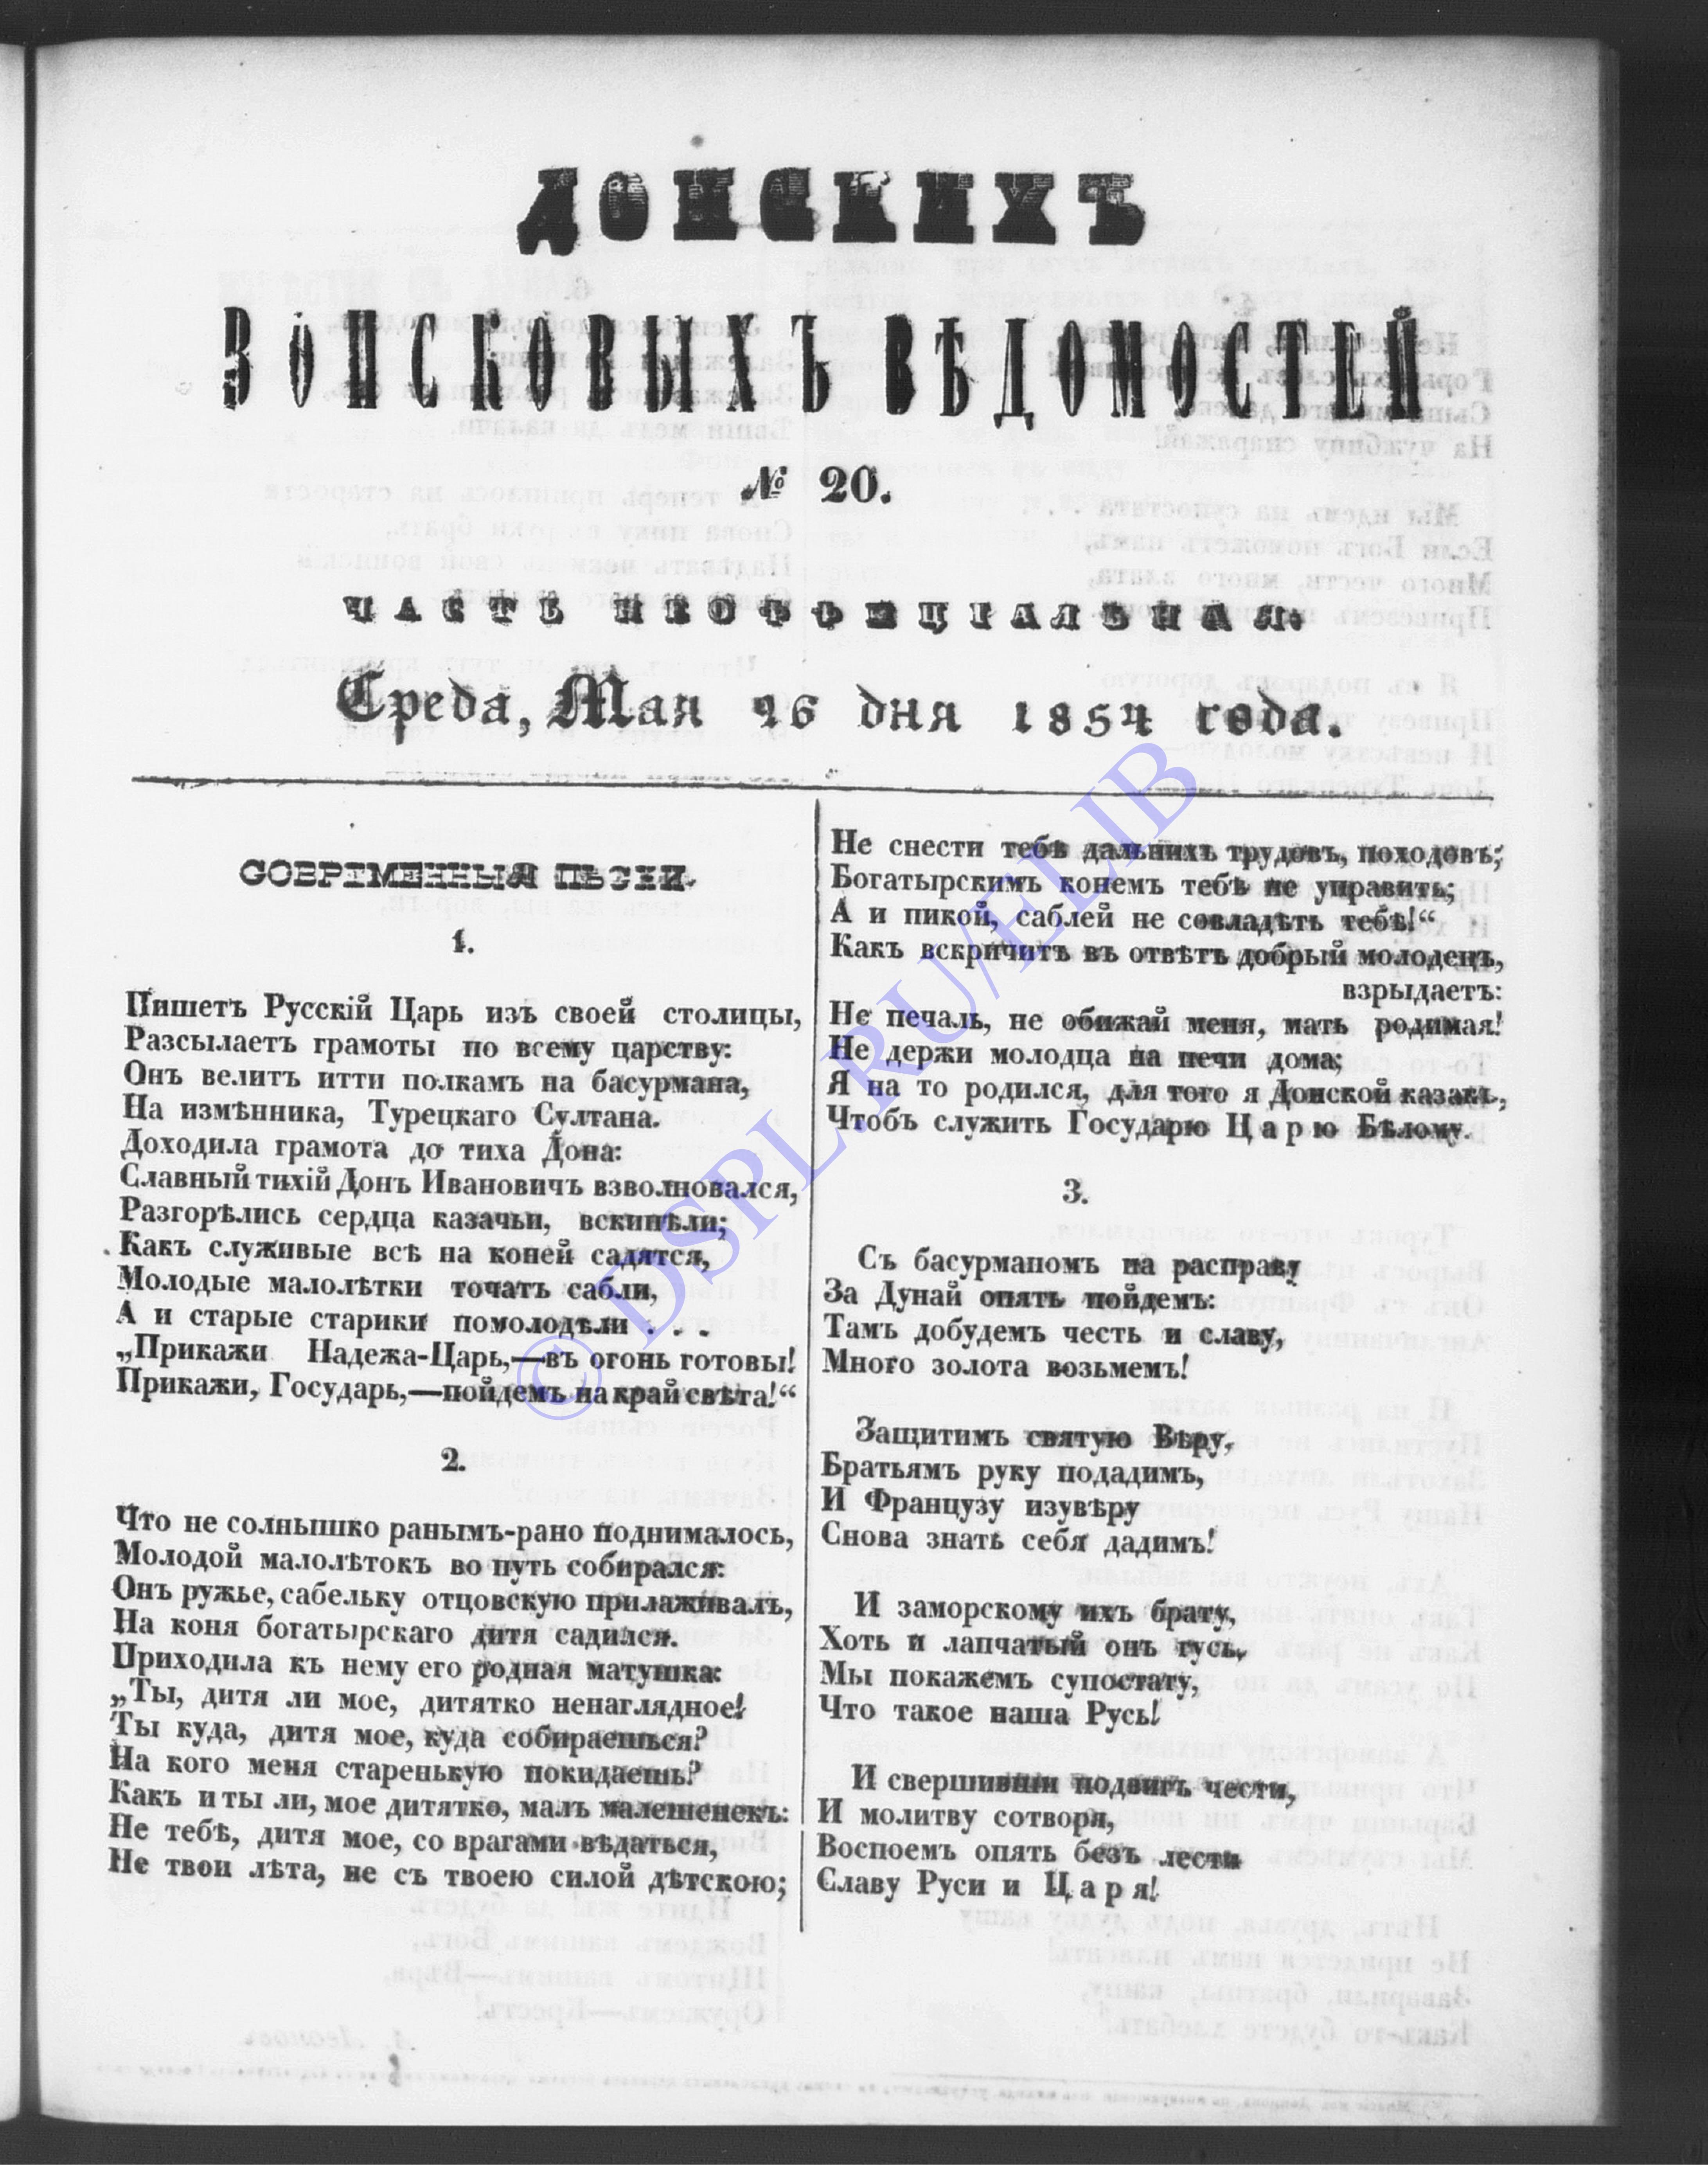 ДОНСКИХЪ
ВОЙСКОВЫХЪ ВѢДОМОСТЕЙ
№ 20.
ЧАСТЬ НЕОФФИЦІАЛЬНАЯ.
Среда, Мая 26 дня 1854 года.
СОВРЕМЕННЫЯ ПѢСНИ.
1.
Пишетъ Русскій Царь изъ своей столицы,
Разсылаетъ грамоты по всему царству:
Онъ велитъ итти полкамъ на басурмана,
На измѣнника, Турецкаго Султана.
Доходила грамота до тиха Дона:
Славный тихій Донъ Ивановичъ взволновался,
Разгорѣлись сердца казачьи, вскипѣли;
Какъ служивые всѣ на коней садятся,
Молодые малолѣтки точатъ сабли,
А и старые старики помолодѣли . . .
„Прикажи Надежа-Царь,—въ огонь готовы!
Прикажи, Государь,—пойдемъ на край свѣта!“
2.
Что не солнышко ранымъ-рано поднималось,
Молодой малолѣтокъ во путь собирался:
Онъ ружье, сабельку отцовскую прилаживалъ,
На коня богатырскаго дитя садился.
Приходила къ нему его родная матушка:
„Ты, дитя ли мое, дитятко ненаглядное!
Ты куда, дитя мое, куда собираешься?
На кого меня старенькую покидаешь?
Какъ и ты ли, мое дитятко, малъ малешенекъ:
Не тебѣ, дитя мое, со врагами вѣдаться,
Не твои лѣта, не съ твоею силой дѣтскою;
Не снести тебѣ дальнихъ трудовъ, походовъ;
Богатырскимъ конемъ тебѣ не управить;
А и пикой, саблей не совладѣть тебѣ!“
Какъ вскричитъ въ отвѣтъ добрый молодецъ,
взрыдаетъ:
Не печаль, не обижай меня, мать родимая!
Не держи молодца на печи дома;
Я на то родился, для того я Донской казакъ,
Чтобъ служить Государю Царю Бѣлому.
3.
Съ басурманомъ на расправу
За Дунай опять пойдемъ:
Тамъ добудемъ честь и славу,
Много золота возьмемъ!
Защитимъ святую Вѣру,
Братьямъ руку подадимъ,
И Французу изувѣру
Снова знать себя дадимъ!
И заморскому ихъ брату,
Хоть и лапчатый онъ гусь,
Мы покажемъ супостату,
Что такое наша Русь!
И свершивши подвигъ чести,
И молитву сотворя,
Воспоемъ опять безъ лести
Славу Руси и Царя!
© DSPL.RU/ELIB